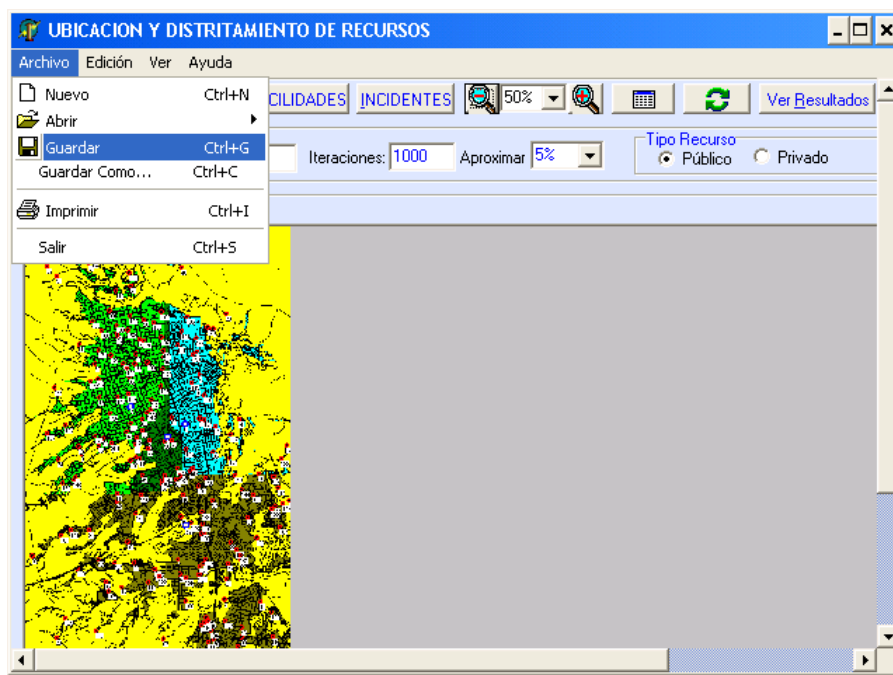 UBICACION Y DISTRITAMIENTO DE RECURSOS
Archivo Edición Ver Ayuda
Nuevo Ctrl+N
Abrir
Guardar Ctrl+G
Guardar Como... Ctrl+C
Imprimir Ctrl+I
Salir Ctrl+S
CILIDADES INCIDENTES 50% Ver Resultados
Iteraciones: 1000 Aproximar 5% Tipo Recurso
Público Privado